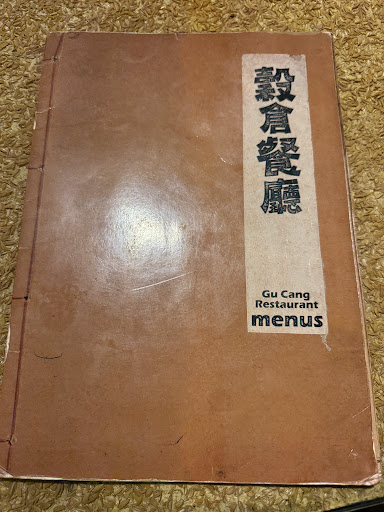 穀倉餐廳
Gu Cang
Restaurant
menus